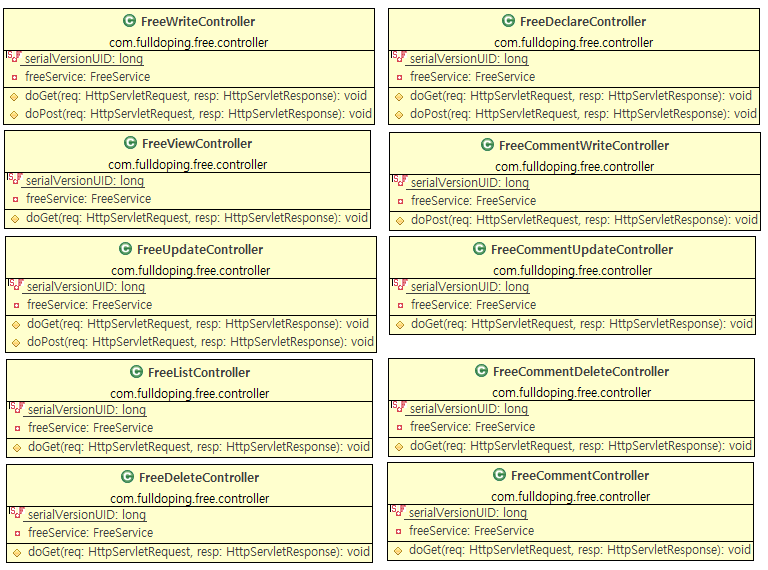 FreeWriteController
com.fulldoping.free.controller
serialVersionUID: long
freeService: FreeService
doGet(req: HttpServletRequest, resp: HttpServletResponse): void
doPost(req: HttpServletRequest, resp: HttpServletResponse): void
FreeViewController
com.fulldoping.free.controller
serialVersionUID: long
freeService: FreeService
doGet(req: HttpServletRequest, resp: HttpServletResponse): void
FreeUpdateController
com.fulldoping.free.controller
serialVersionUID: long
freeService: FreeService
doGet(req: HttpServletRequest, resp: HttpServletResponse): void
doPost(req: HttpServletRequest, resp: HttpServletResponse): void
FreeListController
com.fulldoping.free.controller
serialVersionUID: long
freeService: FreeService
doGet(req: HttpServletRequest, resp: HttpServletResponse): void
FreeDeleteController
com.fulldoping.free.controller
serialVersionUID: long
freeService: FreeService
doGet(req: HttpServletRequest, resp: HttpServletResponse): void
FreeDeclareController
com.fulldoping.free.controller
serialVersionUID: long
freeService: FreeService
doGet(req: HttpServletRequest, resp: HttpServletResponse): void
doPost(req: HttpServletRequest, resp: HttpServletResponse): void
FreeCommentWriteController
com.fulldoping.free.controller
serialVersionUID: long
freeService: FreeService
doPost(req: HttpServletRequest, resp: HttpServletResponse): void
FreeCommentUpdateController
com.fulldoping.free.controller
serialVersionUID: long
freeService: FreeService
doGet(req: HttpServletRequest, resp: HttpServletResponse): void
FreeCommentDeleteController
com.fulldoping.free.controller
serialVersionUID: long
freeService: FreeService
doGet(req: HttpServletRequest, resp: HttpServletResponse): void
FreeCommentController
com.fulldoping.free.controller
serialVersionUID: long
freeService: FreeService
doGet(req: HttpServletRequest, resp: HttpServletResponse): void